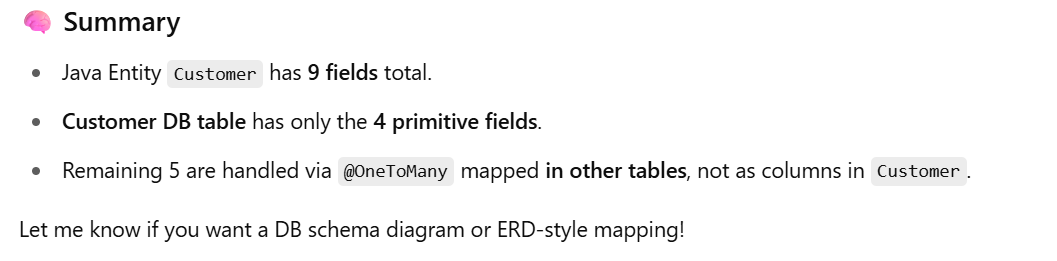 🧠 Summary
• Java Entity Customer has 9 fields total.
• Customer DB table has only the 4 primitive fields.
• Remaining 5 are handled via @OneToMany mapped in other tables, not as columns in Customer.
Let me know if you want a DB schema diagram or ERD-style mapping!